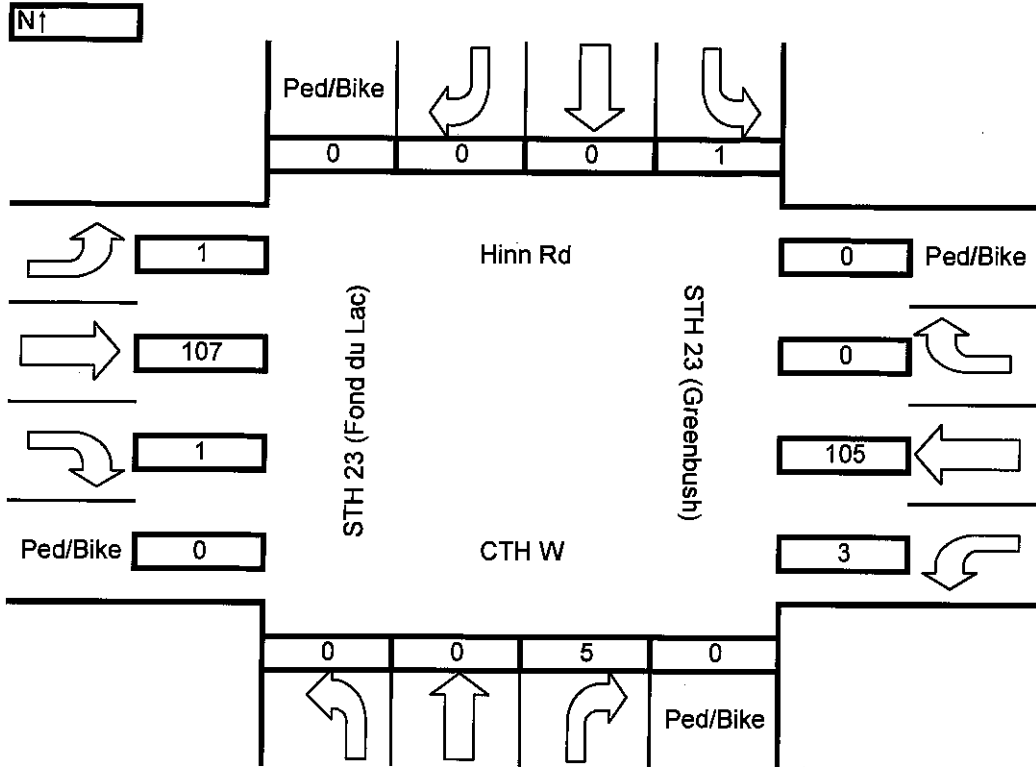 N↑
Ped/Bike
0 0 0 1
1
Hinn Rd
0 Ped/Bike
107
STH 23 (Fond du Lac)
STH 23 (Greenbush)
0
1
105
Ped/Bike 0
CTH W
3
0 0 5 0
Ped/Bike